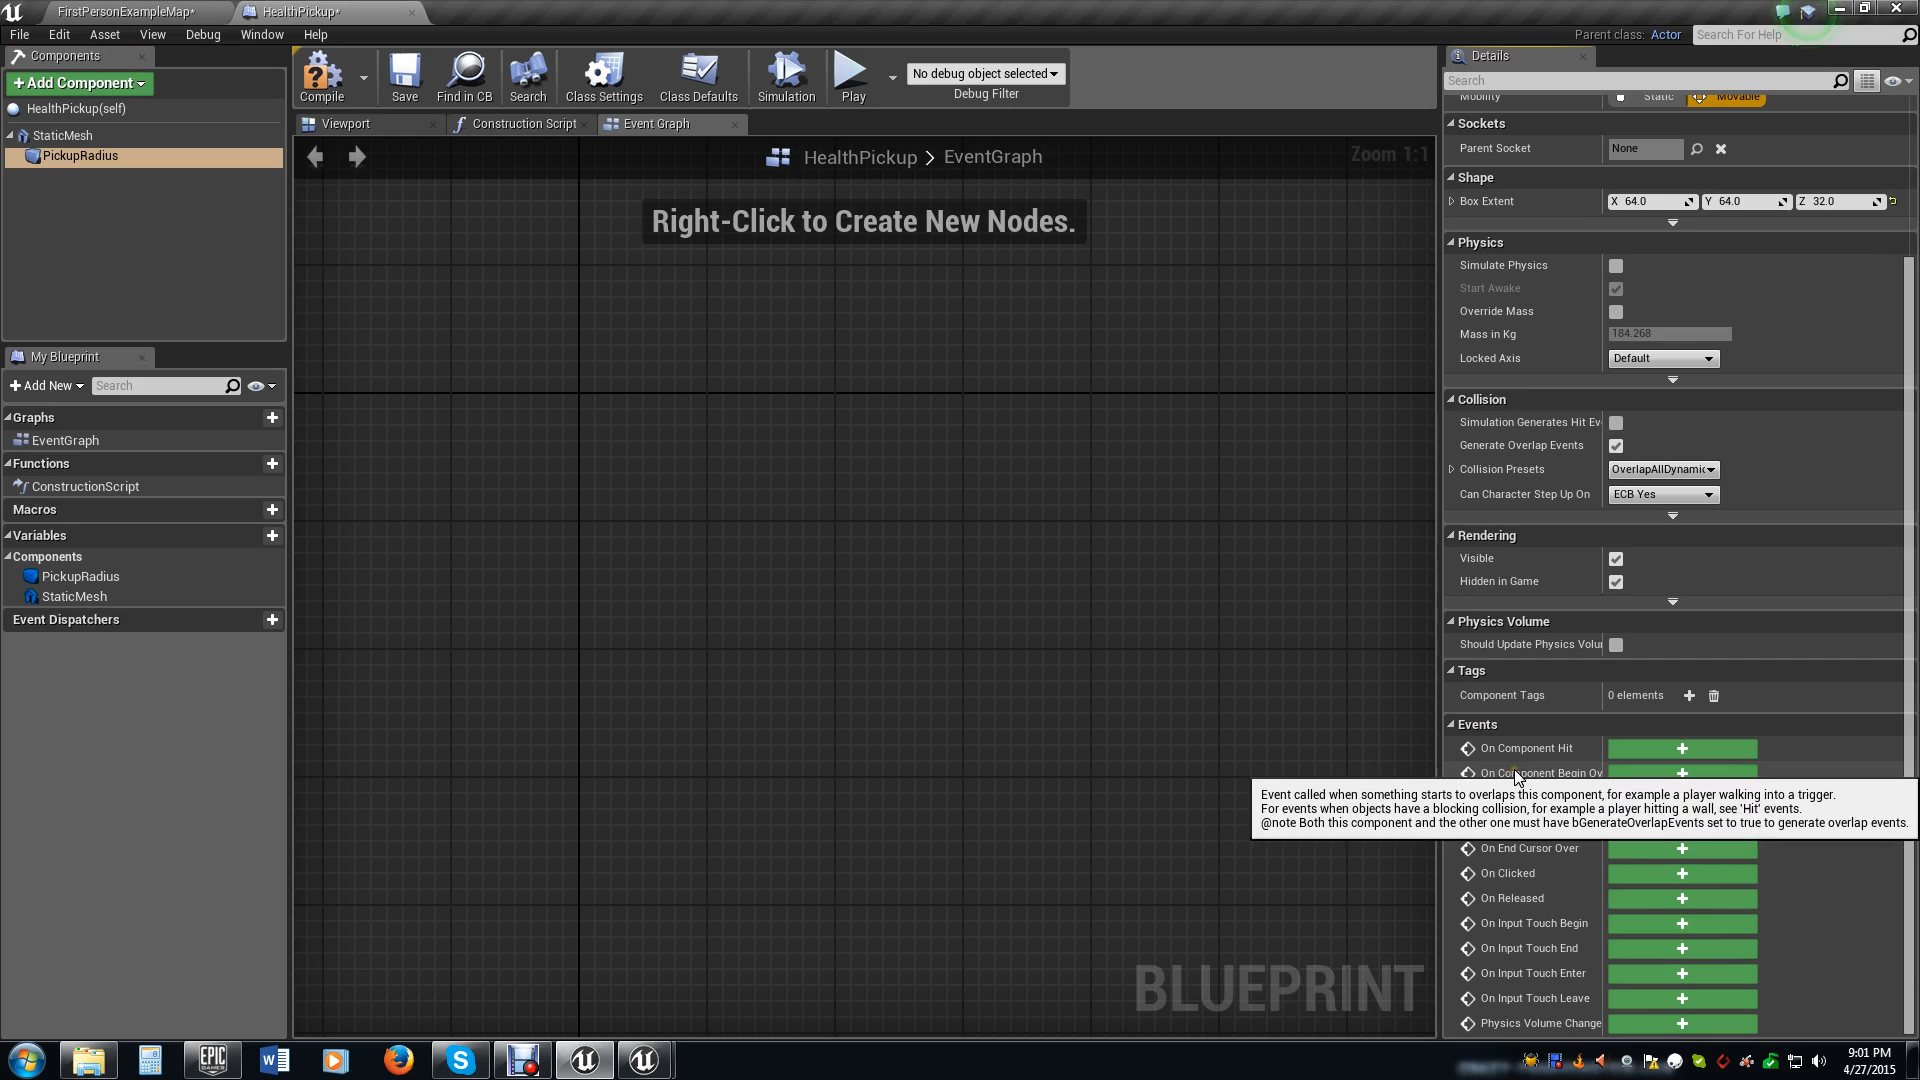 FirstPersonExampleMap*
HealthPickup*
File Edit Asset View Debug Window Help
Parent class: Actor
Search For Help
Components
+Add Component
HealthPickup(self)
StaticMesh
PickupRadius
Compile
Save
Find in CB
Search
Class Settings
Class Defaults
Simulation
Play
No debug object selected
Debug Filter
Viewport
Construction Script
Event Graph
HealthPickup > EventGraph
Zoom 1:1
Right-Click to Create New Nodes.
BLUEPRINT
My Blueprint
+Add New
Search
Graphs
EventGraph
Functions
ConstructionScript
Macros
Variables
Components
PickupRadius
StaticMesh
Event Dispatchers
Details
Search
Mobility Static Movable
Sockets
Parent Socket None
Shape
Box Extent X 64.0 Y 64.0 Z 32.0
Physics
Simulate Physics
Start Awake
Override Mass
Mass in Kg 184.268
Locked Axis Default
Collision
Simulation Generates Hit Ev
Generate Overlap Events
Collision Presets OverlapAllDynamic
Can Character Step Up On ECB Yes
Rendering
Visible
Hidden in Game
Physics Volume
Should Update Physics Volu
Tags
Component Tags 0 elements
Events
On Component Hit
On Component Begin Ov
Event called when something starts to overlaps this component, for example a player walking into a trigger.
For events when objects have a blocking collision, for example a player hitting a wall, see 'Hit' events.
@note Both this component and the other one must have bGenerateOverlapEvents set to true to generate overlap events.
On End Cursor Over
On Clicked
On Released
On Input Touch Begin
On Input Touch End
On Input Touch Enter
On Input Touch Leave
Physics Volume Change
EPIC
GAMES
9:01 PM
4/27/2015